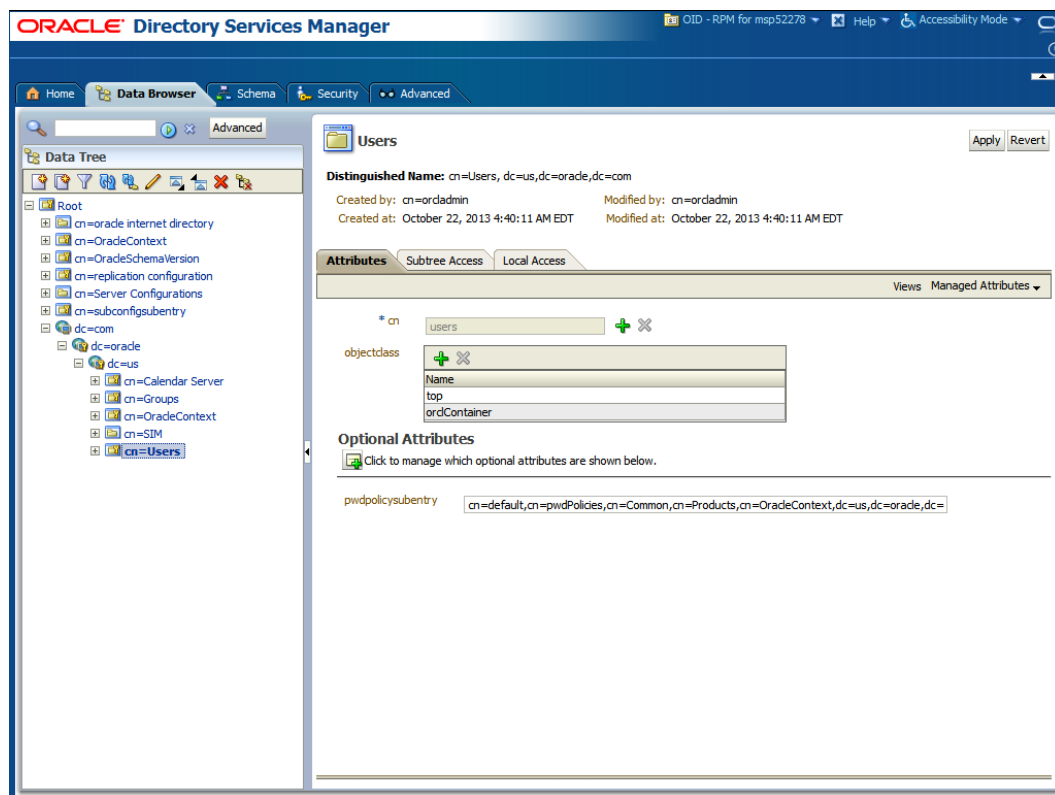 ORACLE Directory Services Manager
OID - RPM for msp52278 Help Accessibility Mode
Home Data Browser Schema Security Advanced
Advanced
Data Tree
Root
cn=oracle internet directory
cn=OracleContext
cn=OracleSchemaVersion
cn=replication configuration
cn=Server Configurations
cn=subconfigsubentry
dc=com
dc=oracle
dc=us
cn=Calendar Server
cn=Groups
cn=OracleContext
cn=SIM
cn=Users
Users
Apply Revert
Distinguished Name: cn=Users, dc=us,dc=oracle,dc=com
Created by: cn=orcladmin Modified by: cn=orcladmin
Created at: October 22, 2013 4:40:11 AM EDT Modified at: October 22, 2013 4:40:11 AM EDT
Attributes Subtree Access Local Access
Views Managed Attributes
* cn users
objectclass
Name
top
orclContainer
Optional Attributes
Click to manage which optional attributes are shown below.
pwdpolicysubentry cn=default,cn=pwdPolicies,cn=Common,cn=Products,cn=OracleContext,dc=us,dc=oracle,dc=